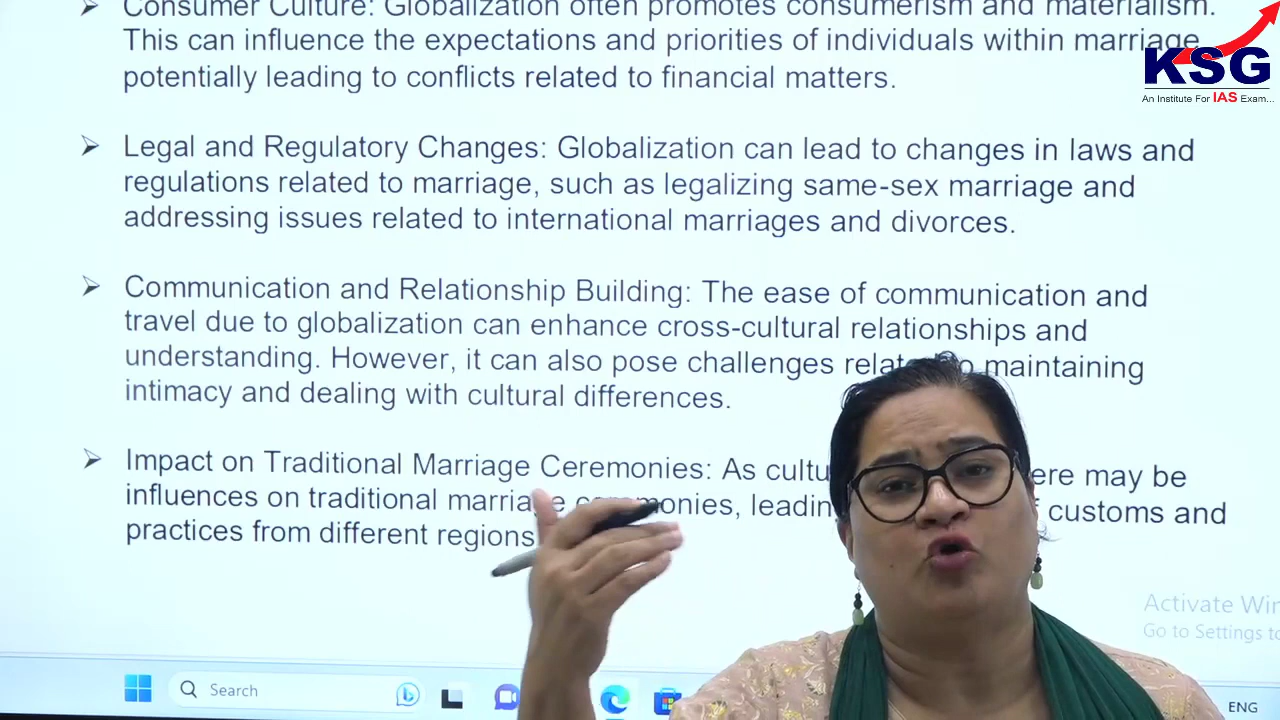 Consumer Culture: Globalization often promotes consumerism and materialism.
This can influence the expectations and priorities of individuals within marriage,
potentially leading to conflicts related to financial matters.
KSG
An Institute For IAS Exam...
➢ Legal and Regulatory Changes: Globalization can lead to changes in laws and
regulations related to marriage, such as legalizing same-sex marriage and
addressing issues related to international marriages and divorces.
➢ Communication and Relationship Building: The ease of communication and
travel due to globalization can enhance cross-cultural relationships and
understanding. However, it can also pose challenges related to maintaining
intimacy and dealing with cultural differences.
➢ Impact on Traditional Marriage Ceremonies: As may be
influences on traditional marriage ceremonies, customs and
practices from different regions
Activate
Go to Settings
Search
ENG